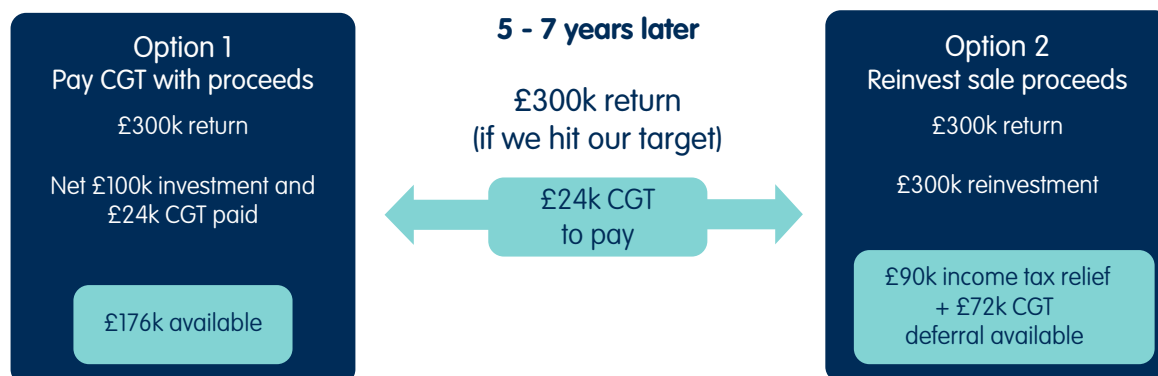 Option 1
Pay CGT with proceeds
£300k return
Net £100k investment and
£24k CGT paid
£176k available
5 - 7 years later
£300k return
(if we hit our target)
£24k CGT
to pay
Option 2
Reinvest sale proceeds
£300k return
£300k reinvestment
£90k income tax relief
+ £72k CGT
deferral available